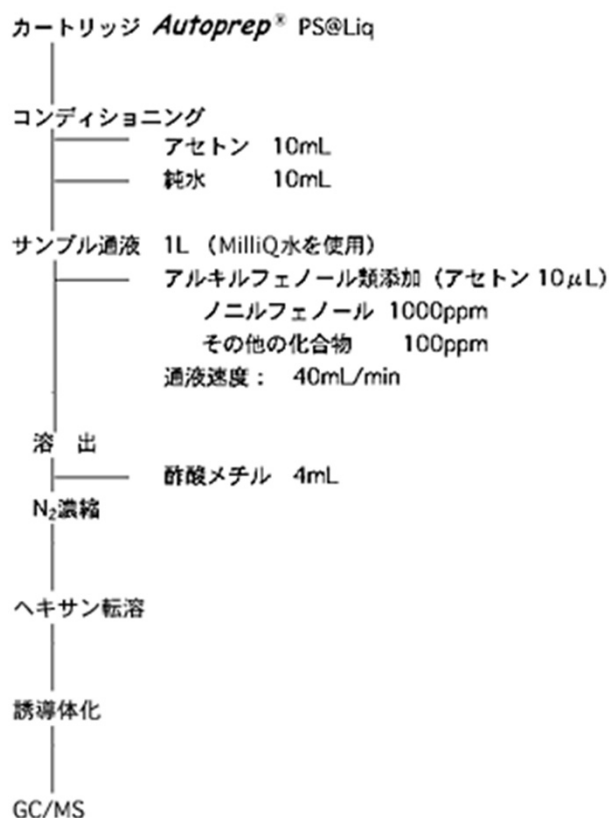 カートリッジ Autoprep® PS@Liq
コンディショニング
アセトン 10mL
純水 10mL
サンプル通液 1L （MilliQ水を使用）
アルキルフェノール類添加（アセトン 10μL）
ノニルフェノール 1000ppm
その他の化合物 100ppm
通液速度： 40mL/min
溶 出
酢酸メチル 4mL
N₂濃縮
ヘキサン転溶
誘導体化
GC/MS